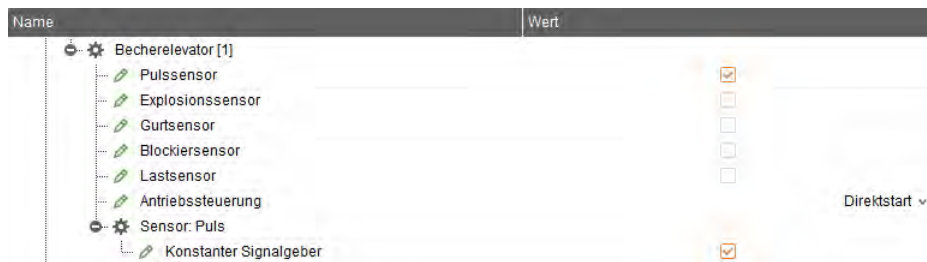 Name Wert
Becherelevator [1]
Pulssensor
Explosionssensor
Gurtsensor
Blockiersensor
Lastsensor
Antriebssteuerung Direktstart
Sensor: Puls
Konstanter Signalgeber